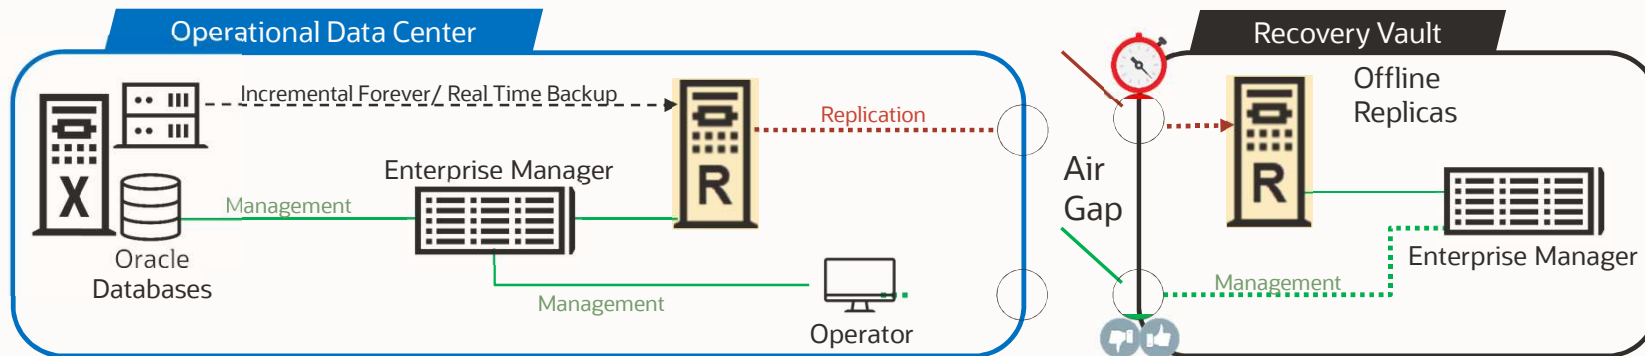 Operational Data Center
Recovery Vault
Incremental Forever/ Real Time Backup
Replication
Offline
Replicas
X
R
R
Enterprise Manager
Management
Air
Gap
Oracle
Databases
Management
Operator
Enterprise Manager
Management